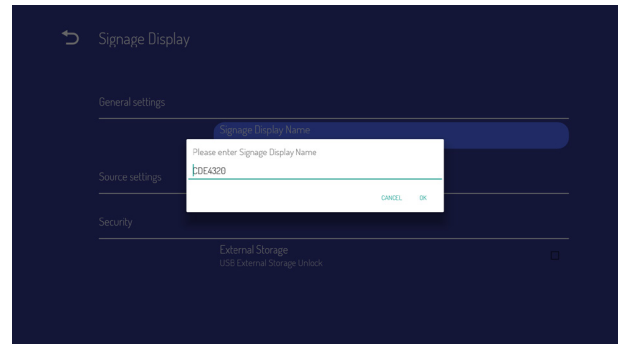 Signage Display
General settings
Signage Display Name
Please enter Signage Display Name
CDE4320
CANCEL OK
Source settings
Security
External Storage
USB External Storage Unlock